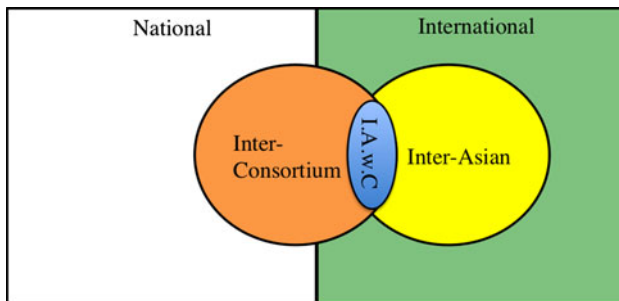 National
International
Inter-
Consortium
I.A.w.C
Inter-Asian